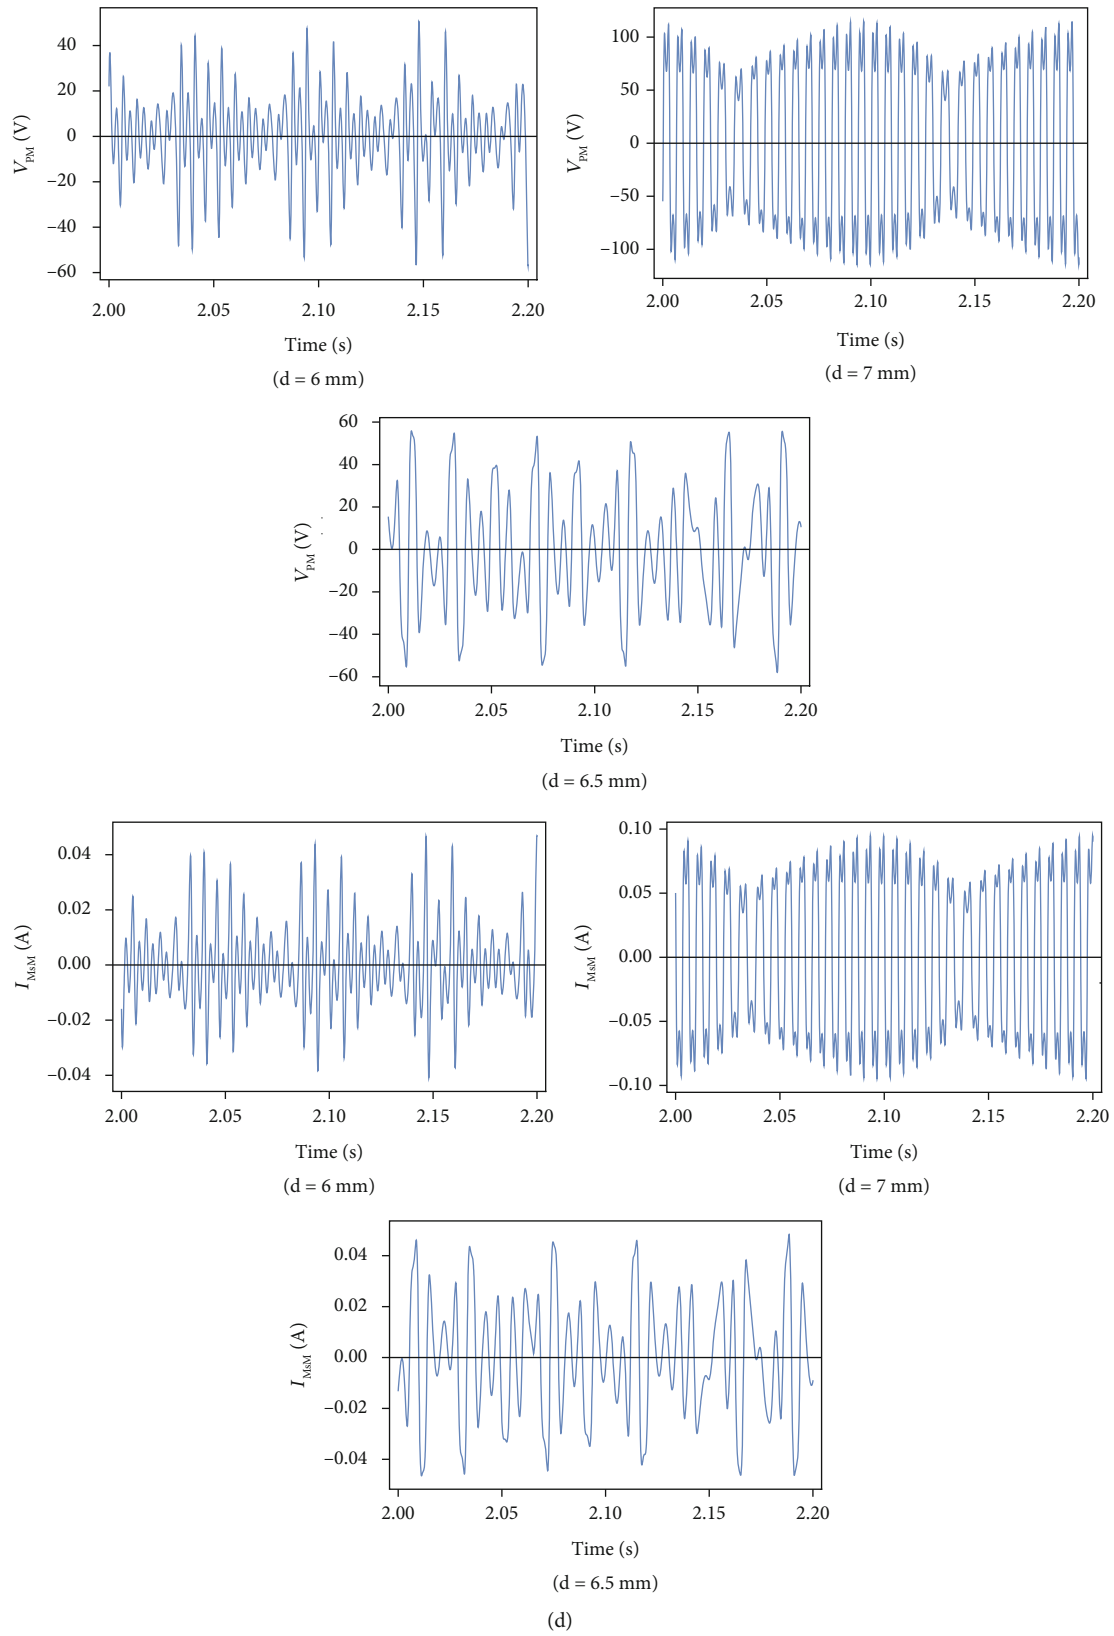 V_PM (V)
40
20
0
−20
−40
−60
2.00 2.05 2.10 2.15 2.20
Time (s)
(d = 6 mm)
V_PM (V)
100
50
0
−50
−100
2.00 2.05 2.10 2.15 2.20
Time (s)
(d = 7 mm)
V_PM (V)
60
40
20
0
−20
−40
−60
2.00 2.05 2.10 2.15 2.20
Time (s)
(d = 6.5 mm)
I_MsM (A)
0.04
0.02
0.00
−0.02
−0.04
2.00 2.05 2.10 2.15 2.20
Time (s)
(d = 6 mm)
I_MsM (A)
0.10
0.05
0.00
−0.05
−0.10
2.00 2.05 2.10 2.15 2.20
Time (s)
(d = 7 mm)
I_MsM (A)
0.04
0.02
0.00
−0.02
−0.04
2.00 2.05 2.10 2.15 2.20
Time (s)
(d = 6.5 mm)
(d)